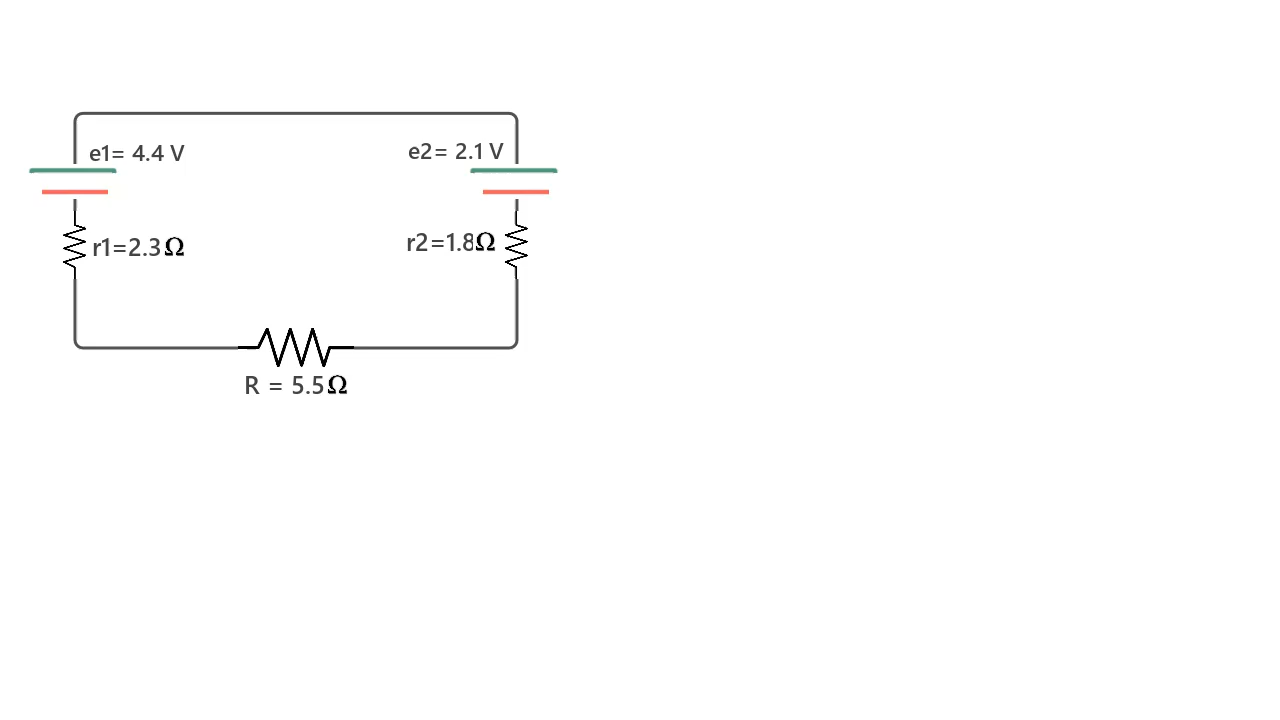 e1= 4.4 V
e2= 2.1 V
r1=2.3Ω
r2=1.8Ω
R = 5.5Ω